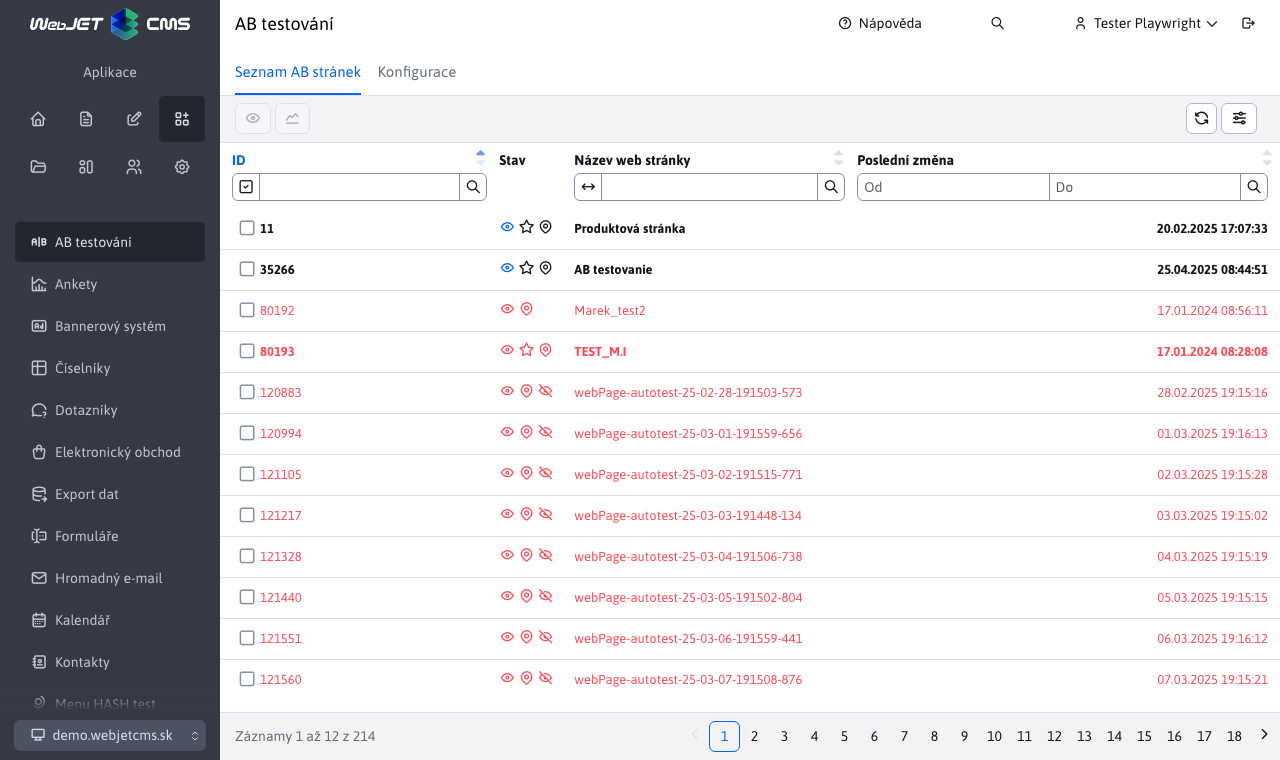 WebJET CMS
AB testování
Nápověda
Tester Playwright
Aplikace
Seznam AB stránek
Konfigurace
ID
Stav
Název web stránky
Poslední změna
Od
Do
11
Produktová stránka
20.02.2025 17:07:33
35266
AB testovanie
25.04.2025 08:44:51
80192
Marek_test2
17.01.2024 08:56:11
80193
TEST_M.I
17.01.2024 08:28:08
120883
webPage-autotest-25-02-28-191503-573
28.02.2025 19:15:16
120994
webPage-autotest-25-03-01-191559-656
01.03.2025 19:16:13
121105
webPage-autotest-25-03-02-191515-771
02.03.2025 19:15:28
121217
webPage-autotest-25-03-03-191448-134
03.03.2025 19:15:02
121328
webPage-autotest-25-03-04-191506-738
04.03.2025 19:15:19
121440
webPage-autotest-25-03-05-191502-804
05.03.2025 19:15:15
121551
webPage-autotest-25-03-06-191559-441
06.03.2025 19:16:12
121560
webPage-autotest-25-03-07-191508-876
07.03.2025 19:15:21
AB testování
Ankety
Bannerový systém
Číselníky
Dotazníky
Elektronický obchod
Export dat
Formuláře
Hromadný e-mail
Kalendář
Kontakty
Menu HASH test
demo.webjetcms.sk
Záznamy 1 až 12 z 214
1 2 3 4 5 6 7 8 9 10 11 12 13 14 15 16 17 18